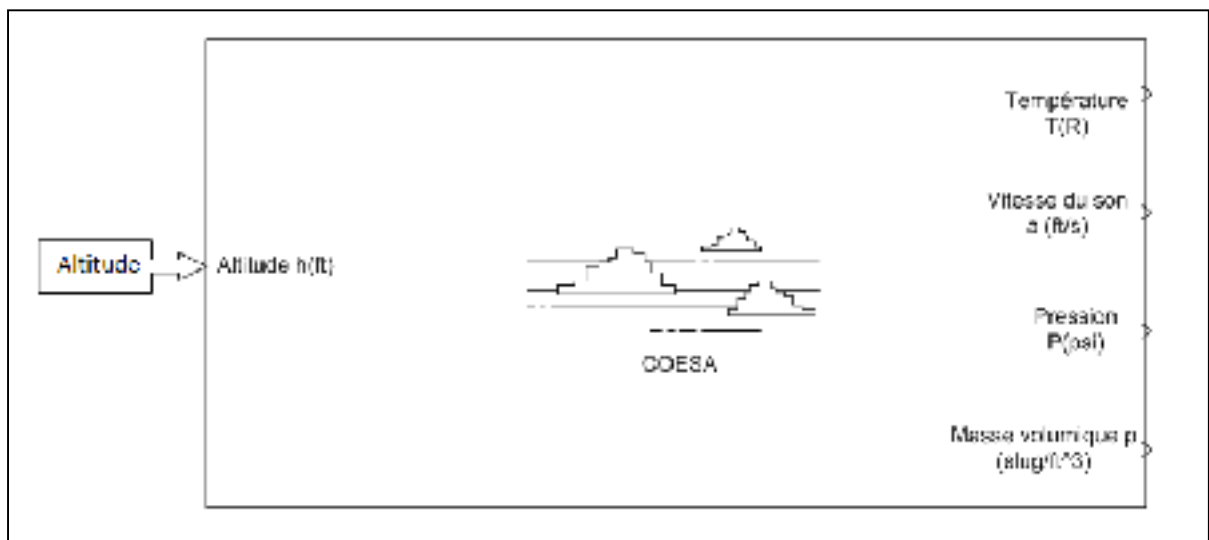 Altitude
Altitude h(ft)
COESA
Température
T(R)
Vitesse du son
a (ft/s)
Pression
P(psi)
Masse volumique ρ
(slug/ft^3)